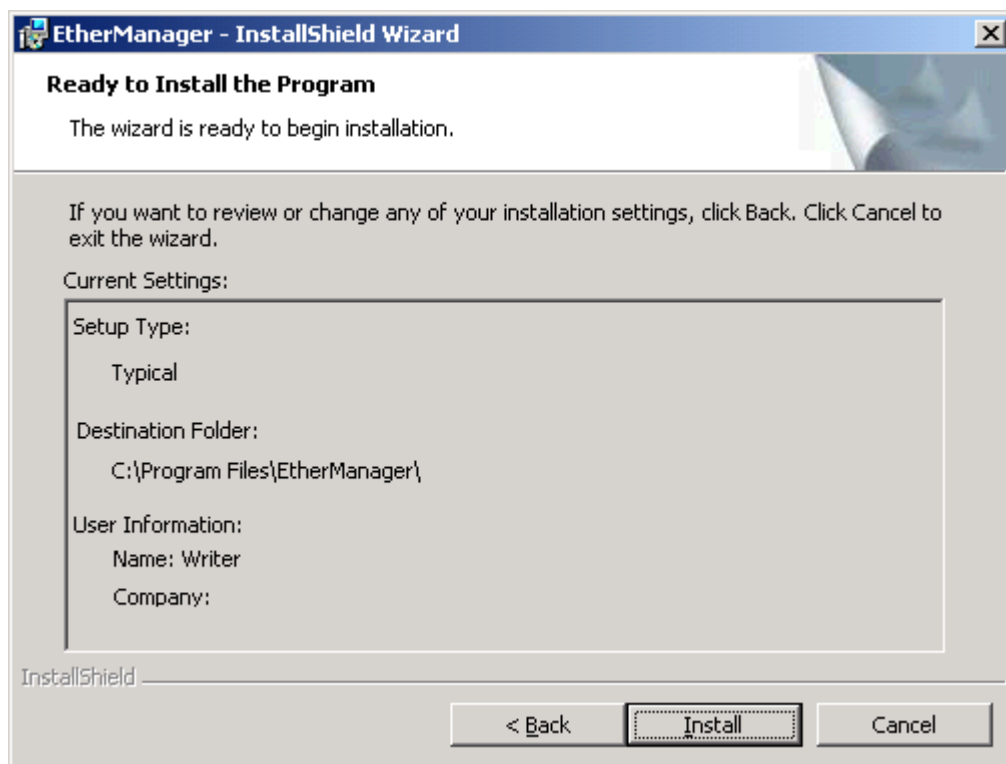 EtherManager - InstallShield Wizard
Ready to Install the Program
The wizard is ready to begin installation.
If you want to review or change any of your installation settings, click Back. Click Cancel to
exit the wizard.
Current Settings:
Setup Type:
Typical
Destination Folder:
C:\Program Files\EtherManager\
User Information:
Name: Writer
Company:
InstallShield
< Back
Install
Cancel